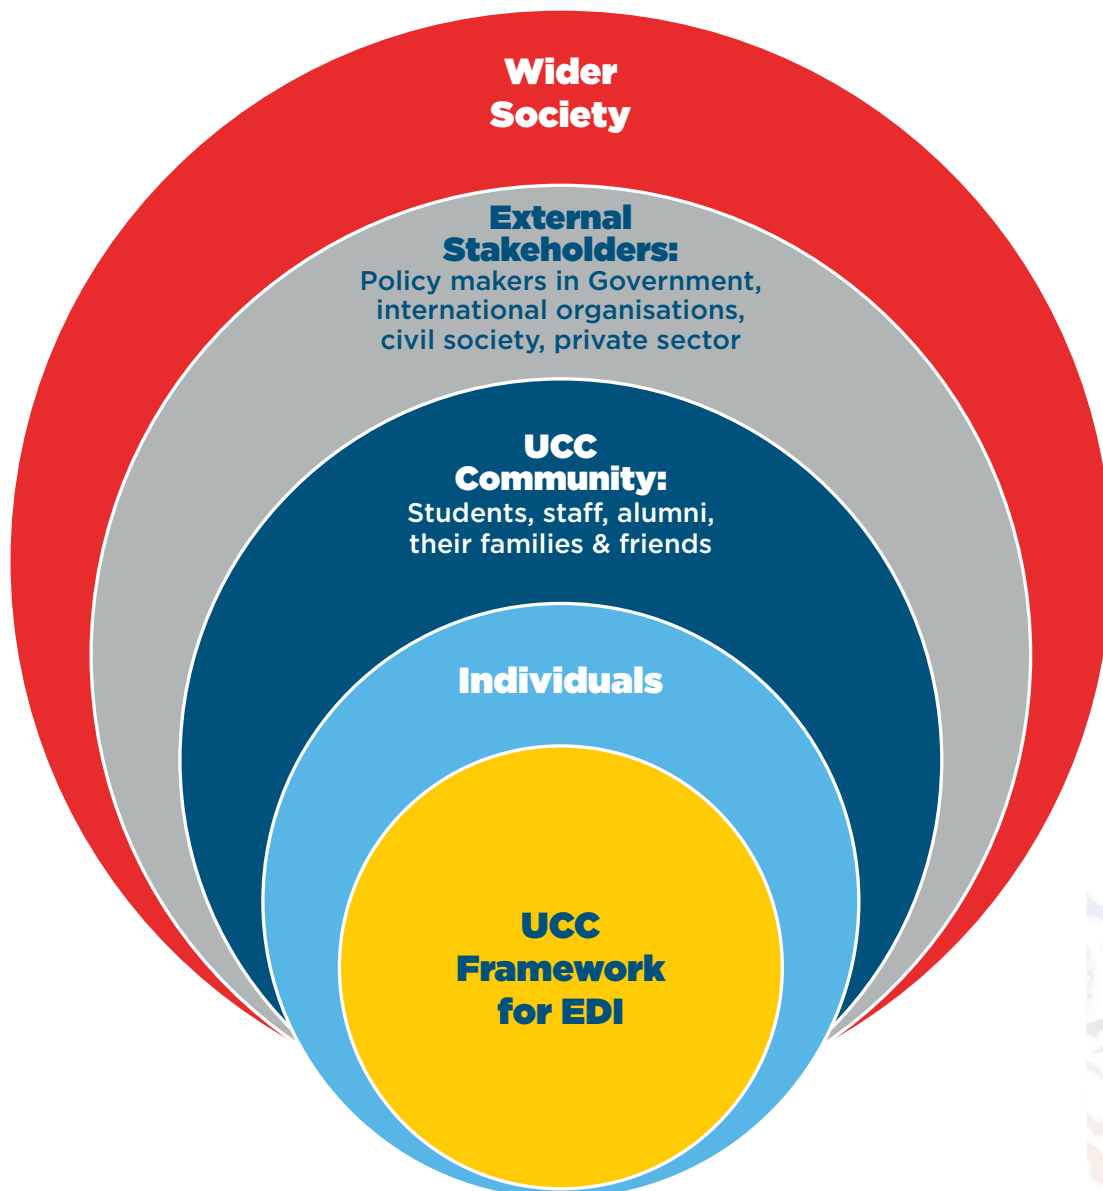 Wider
Society
External
Stakeholders:
Policy makers in Government,
international organisations,
civil society, private sector
UCC
Community:
Students, staff, alumni,
their families & friends
Individuals
UCC
Framework
for EDI